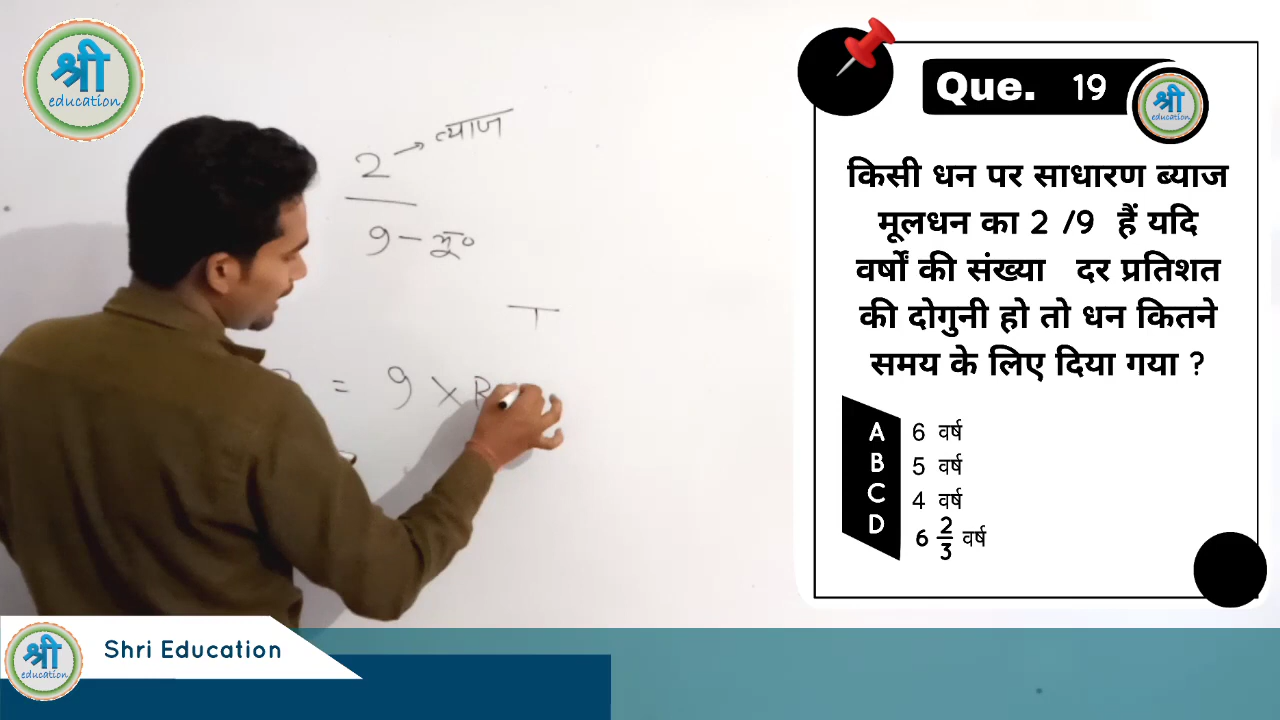 श्री
education
2 → ब्याज
9 - मू०
T
= 9 × R
Que. 19
श्री
education
किसी धन पर साधारण ब्याज
मूलधन का 2 /9 हैं यदि
वर्षों की संख्या दर प्रतिशत
की दोगुनी हो तो धन कितने
समय के लिए दिया गया ?
A 6 वर्ष
B 5 वर्ष
C 4 वर्ष
D 6 2/3 वर्ष
श्री
education
Shri Education